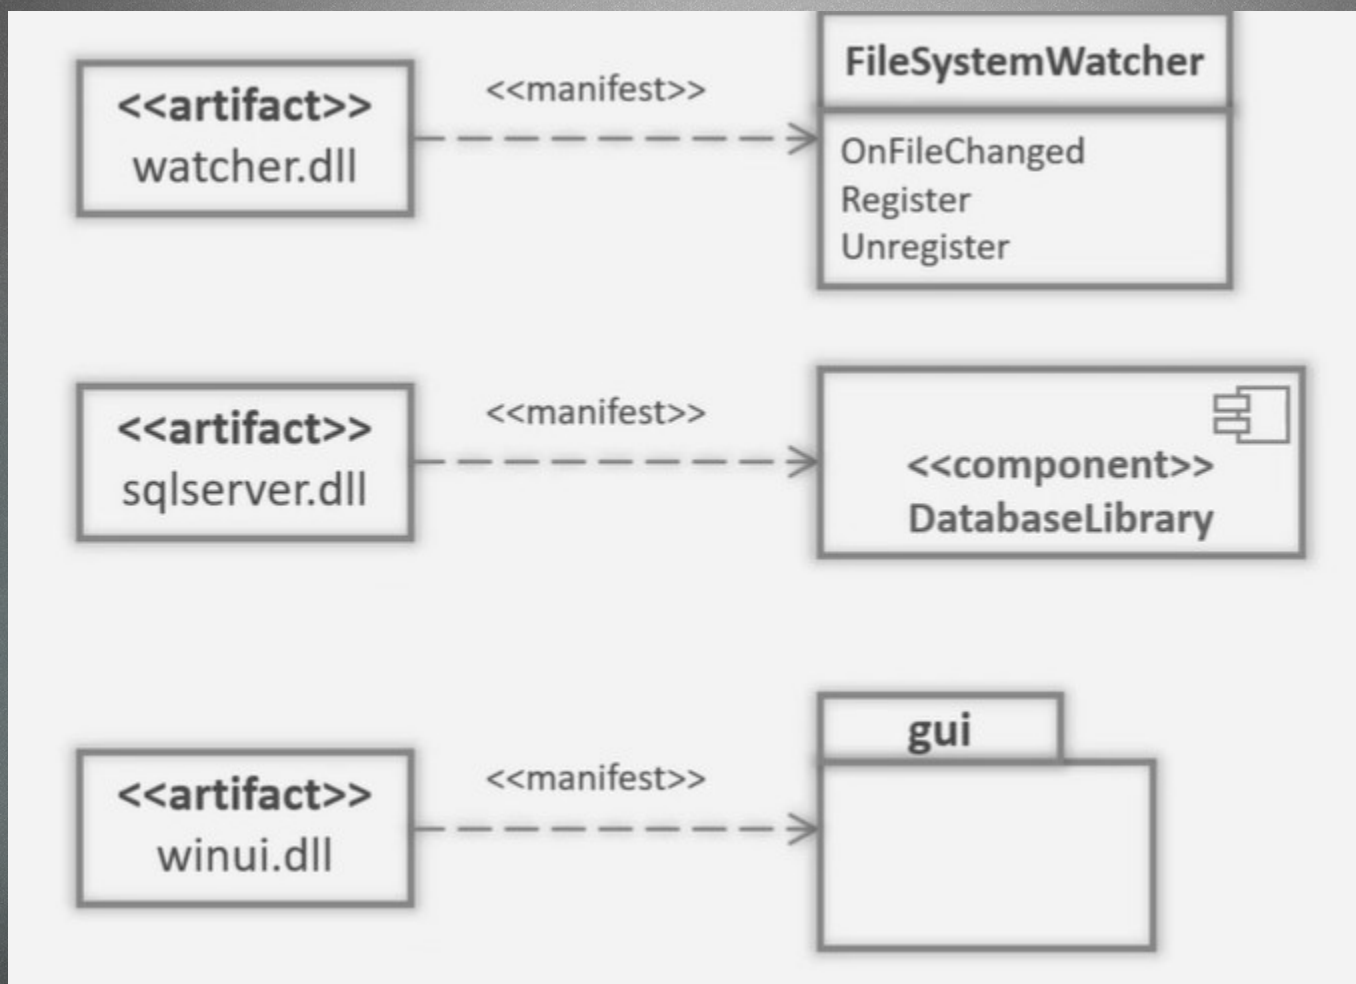 <<artifact>>
watcher.dll
<<manifest>>
FileSystemWatcher
OnFileChanged
Register
Unregister
<<artifact>>
sqlserver.dll
<<manifest>>
<<component>>
DatabaseLibrary
<<artifact>>
winui.dll
<<manifest>>
gui